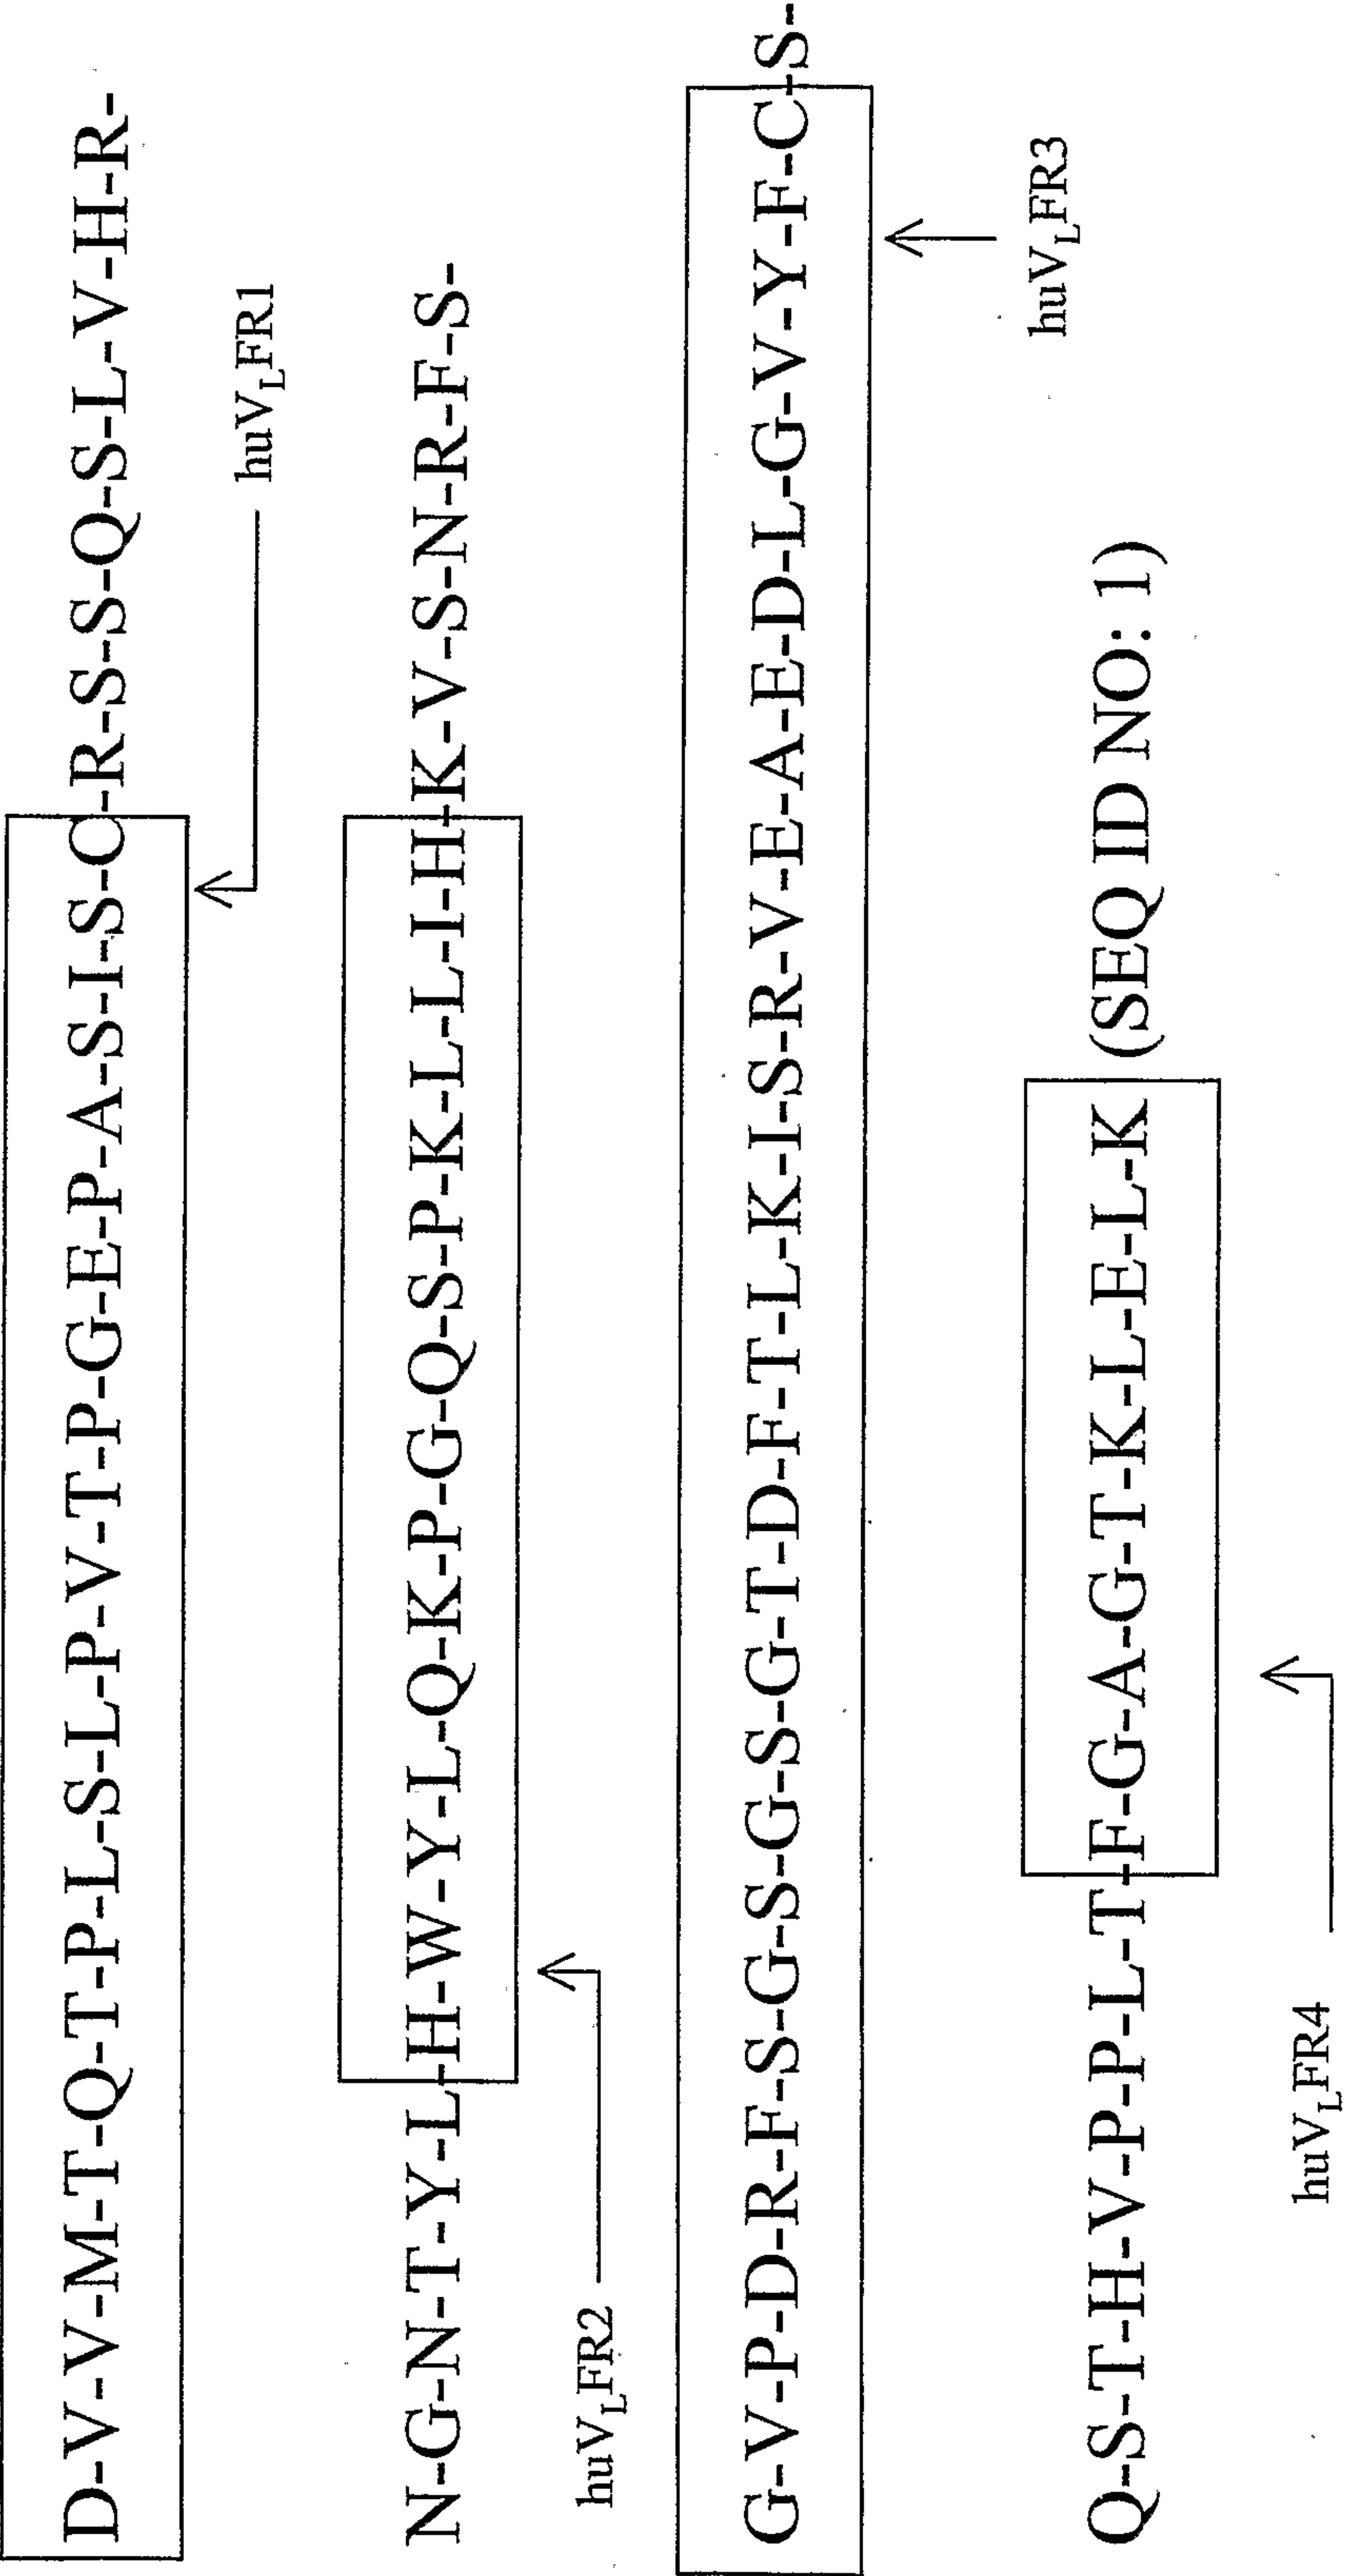 D-V-V-M-T-Q-T-P-L-S-L-P-V-T-P-G-E-P-A-S-I-S-C-R-S-S-Q-S-L-V-H-R-
huVLFR1
N-G-N-T-Y-L-H-W-Y-L-Q-K-P-G-Q-S-P-K-L-L-I-H-K-V-S-N-R-F-S-
huVLFR2
G-V-P-D-R-F-S-G-S-G-S-G-T-D-F-T-L-K-I-S-R-V-E-A-E-D-L-G-V-Y-F-C-S-
huVLFR3
Q-S-T-H-V-P-P-L-T-F-G-A-G-T-K-L-E-L-K (SEQ ID NO: 1)
huVLFR4